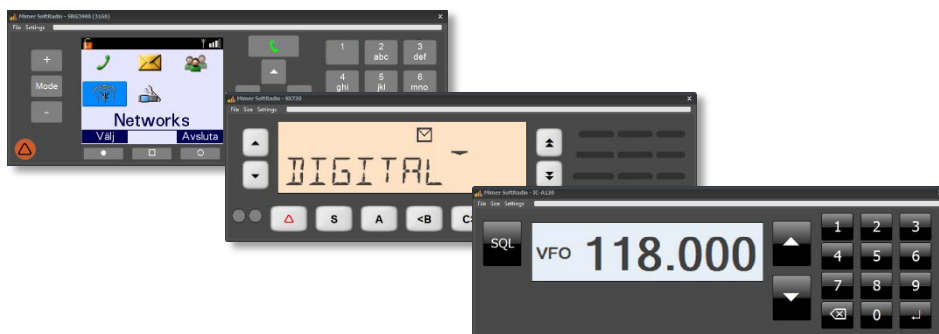 Mimer SoftRadio - SRG3900 (3160) X
File Settings
+
Mode
-
Networks
Välj Avsluta
1 2 3
abc def
4 5 6
ghi jkl mno
Mimer SoftRadio - NX720 X
File Size Settings
DIGITAL
S A <B C>
Mimer SoftRadio - IC-A120
File Size Settings
SQL
VFO 118.000
1 2 3
4 5 6
7 8 9
0